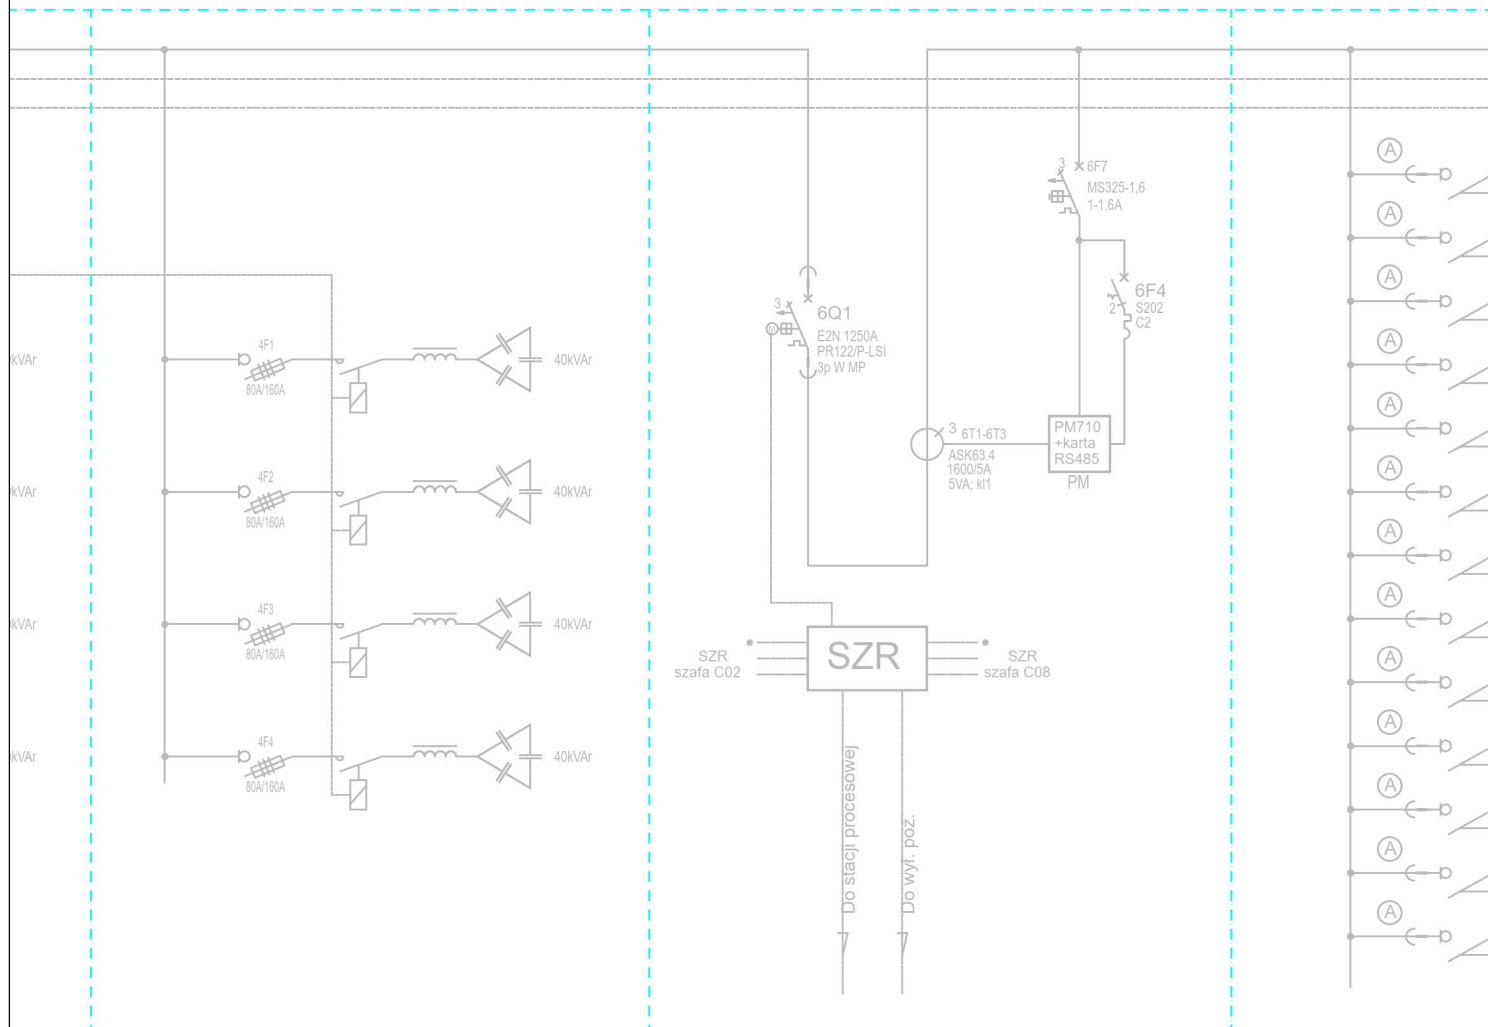 kVAr
4F1
80A/160A
40kVAr
kVAr
4F2
80A/160A
40kVAr
kVAr
4F3
80A/160A
40kVAr
kVAr
4F4
80A/160A
40kVAr
3
6Q1
M
E2N 1250A
PR122/P-LSI
3p W MP
3
6F7
MS325-1,6
1-1,6A
6F4
2
S202
C2
3
6T1-6T3
ASK63.4
1600/5A
5VA; kl1
PM710
+karta
RS485
PM
SZR
szafa C02
SZR
SZR
szafa C08
Do stacji procesowej
Do wył. poz.
A
A
A
A
A
A
A
A
A
A
A
A
A